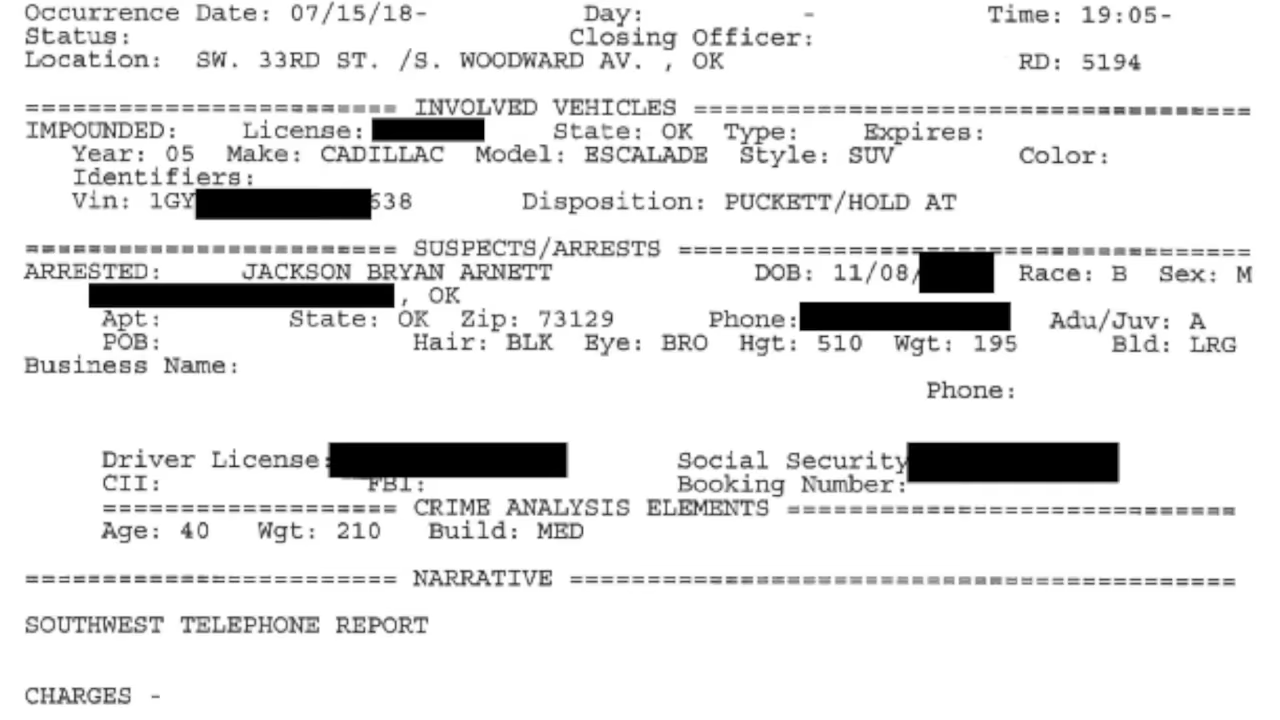 Occurrence Date: 07/15/18- Day: - Time: 19:05-
Status: Closing Officer:
Location: SW. 33RD ST. /S. WOODWARD AV. , OK RD: 5194
======================== INVOLVED VEHICLES ====================================
IMPOUNDED: License: State: OK Type: Expires:
Year: 05 Make: CADILLAC Model: ESCALADE Style: SUV Color:
Identifiers:
Vin: 1GY 638 Disposition: PUCKETT/HOLD AT
======================== SUSPECTS/ARRESTS =====================================
ARRESTED: JACKSON BRYAN ARNETT DOB: 11/08/ Race: B Sex: M
, OK
Apt: State: OK Zip: 73129 Phone: Adu/Juv: A
POB: Hair: BLK Eye: BRO Hgt: 510 Wgt: 195 Bld: LRG
Business Name:
Phone:
Driver License: Social Security
CII: FBI: Booking Number:
=================== CRIME ANALYSIS ELEMENTS =============================
Age: 40 Wgt: 210 Build: MED
======================== NARRATIVE ===========================================
SOUTHWEST TELEPHONE REPORT
CHARGES -